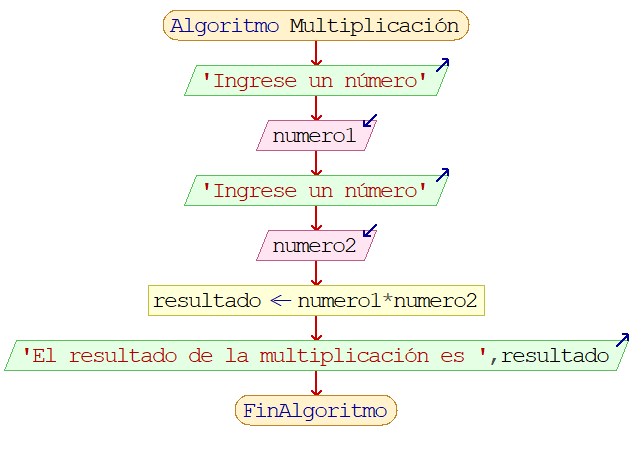 Algoritmo Multiplicación
'Ingrese un número'
numero1
'Ingrese un número'
numero2
resultado ← numero1*numero2
'El resultado de la multiplicación es ',resultado
FinAlgoritmo